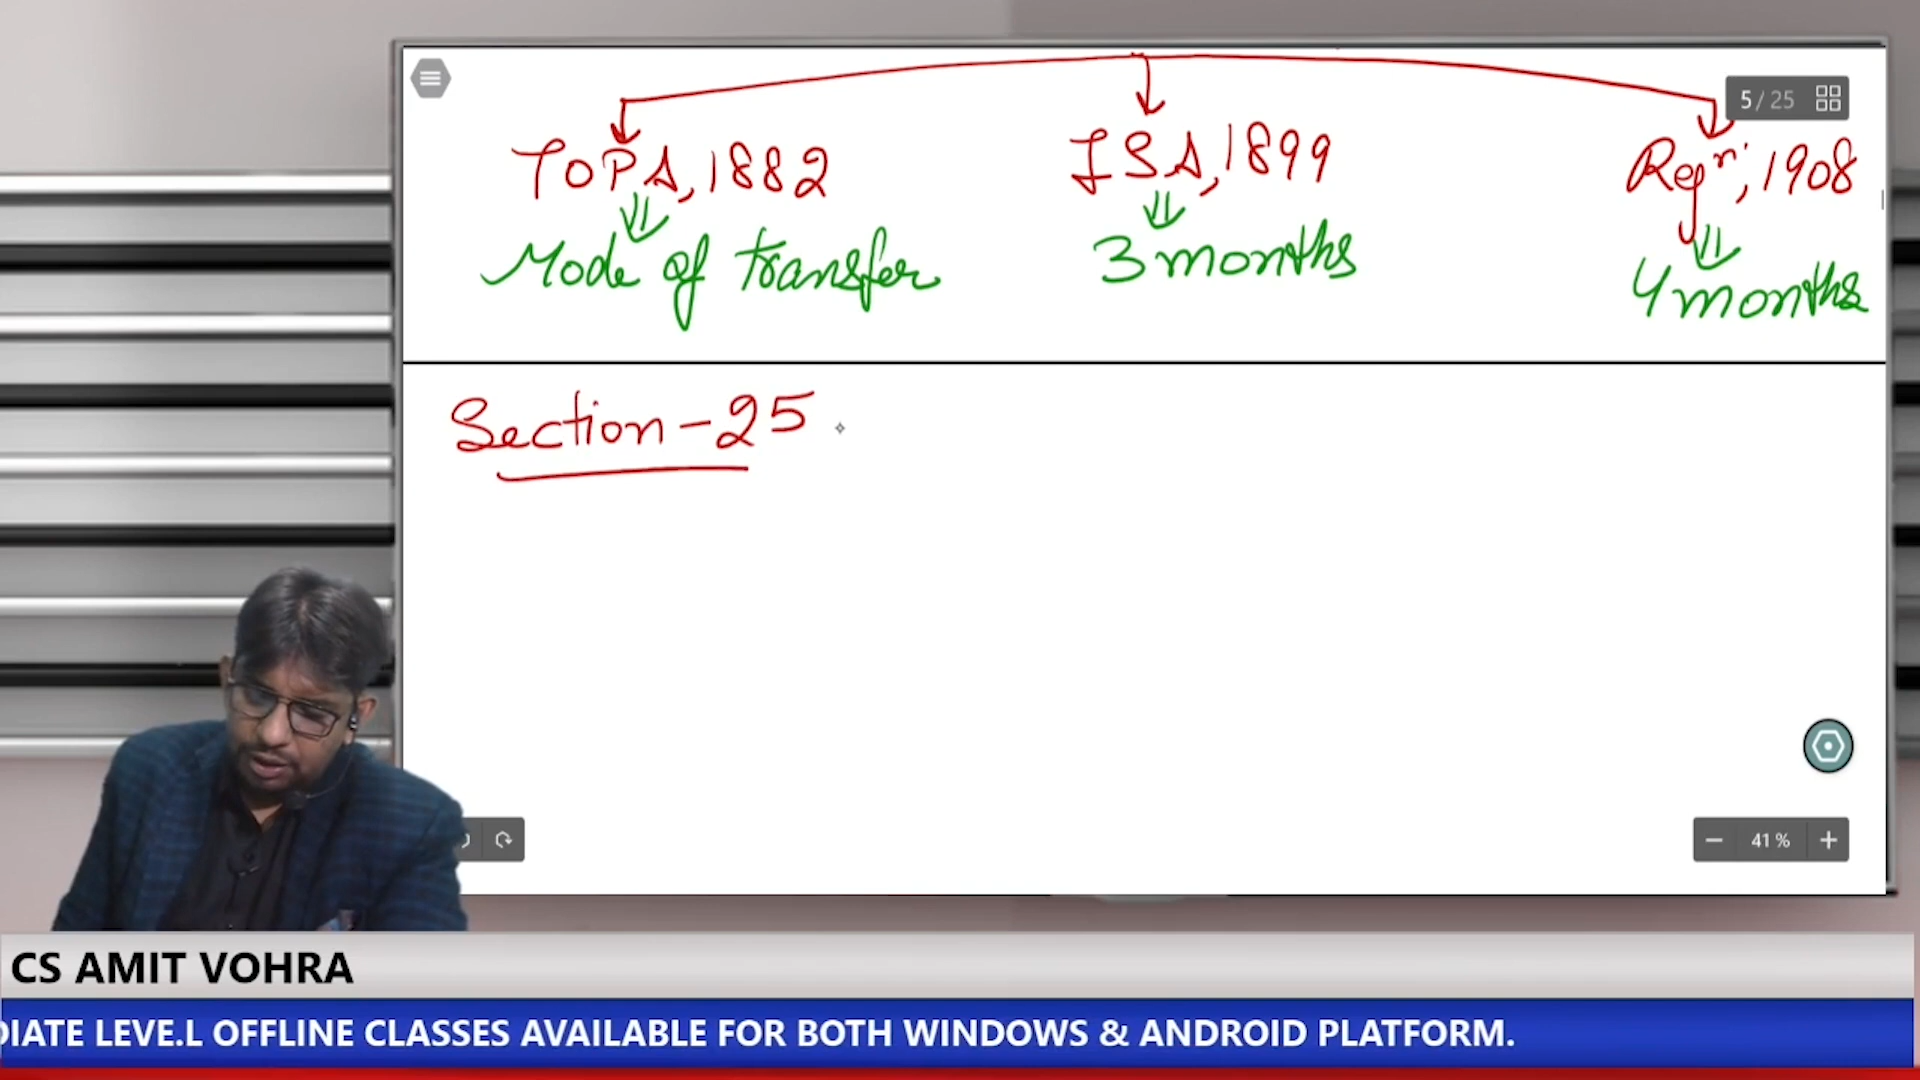 5 / 25
TOPA, 1882
ISA, 1899
Regn, 1908
Mode of transfer
3 months
4 months
Section - 25
41 %
CS AMIT VOHRA
DIATE LEVE.L OFFLINE CLASSES AVAILABLE FOR BOTH WINDOWS & ANDROID PLATFORM.